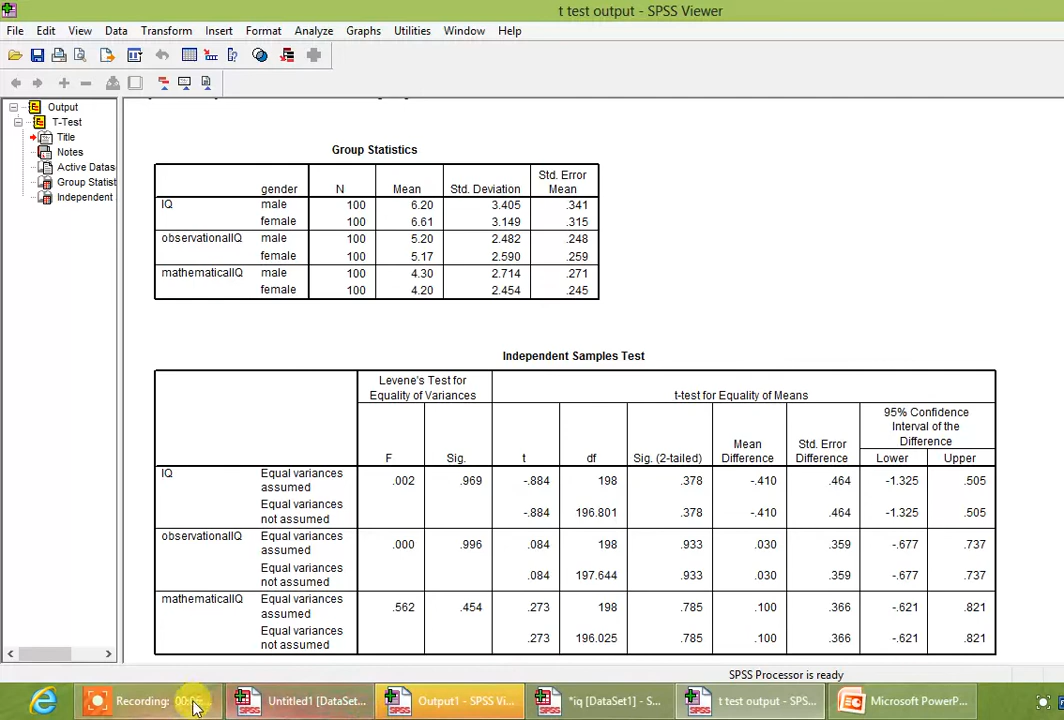 t test output - SPSS Viewer
File Edit View Data Transform Insert Format Analyze Graphs Utilities Window Help
Output
T-Test
Title
Notes
Active Datas
Group Statist
Independent
Group Statistics
gender N Mean Std. Deviation Std. Error Mean
IQ male 100 6.20 3.405 .341
female 100 6.61 3.149 .315
observationalIQ male 100 5.20 2.482 .248
female 100 5.17 2.590 .259
mathematicalIQ male 100 4.30 2.714 .271
female 100 4.20 2.454 .245
Independent Samples Test
Levene's Test for Equality of Variances t-test for Equality of Means
95% Confidence Interval of the Difference
F Sig. t df Sig. (2-tailed) Mean Difference Std. Error Difference Lower Upper
IQ Equal variances assumed .002 .969 -.884 198 .378 -.410 .464 -1.325 .505
Equal variances not assumed -.884 196.801 .378 -.410 .464 -1.325 .505
observationalIQ Equal variances assumed .000 .996 .084 198 .933 .030 .359 -.677 .737
Equal variances not assumed .084 197.644 .933 .030 .359 -.677 .737
mathematicalIQ Equal variances assumed .562 .454 .273 198 .785 .100 .366 -.621 .821
Equal variances not assumed .273 196.025 .785 .100 .366 -.621 .821
SPSS Processor is ready
Recording: Untitled1 [DataSet... Output1 - SPSS Vi... *iq [DataSet1] - S... t test output - SPS... Microsoft PowerP...